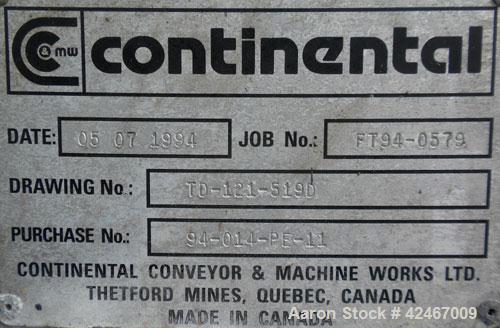 C & mw continental
DATE: 05 07 1994 JOB No.: FT94-0579
DRAWING No.: TD-121-519D
PURCHASE No.: 94-014-PE-11
CONTINENTAL CONVEYOR & MACHINE WORKS LTD.
THETFORD MINES, QUEBEC, CANADA
MADE IN CANADA
Aaron Stock # 42467009